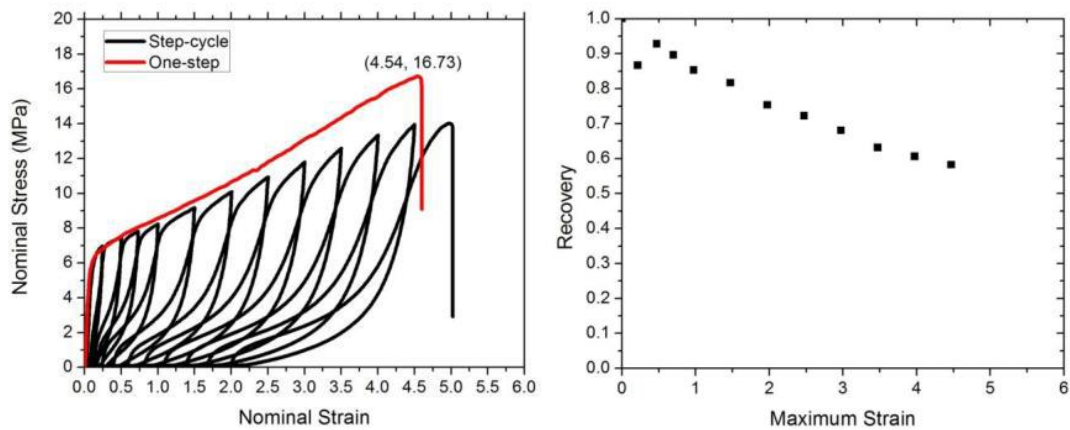 20
18
16
14
12
10
8
6
4
2
0
Nominal Stress (MPa)
Step-cycle
One-step
(4.54, 16.73)
0.0 0.5 1.0 1.5 2.0 2.5 3.0 3.5 4.0 4.5 5.0 5.5 6.0
Nominal Strain
1.0
0.9
0.8
0.7
0.6
0.5
0.4
0.3
0.2
0.1
0.0
Recovery
0 1 2 3 4 5 6
Maximum Strain